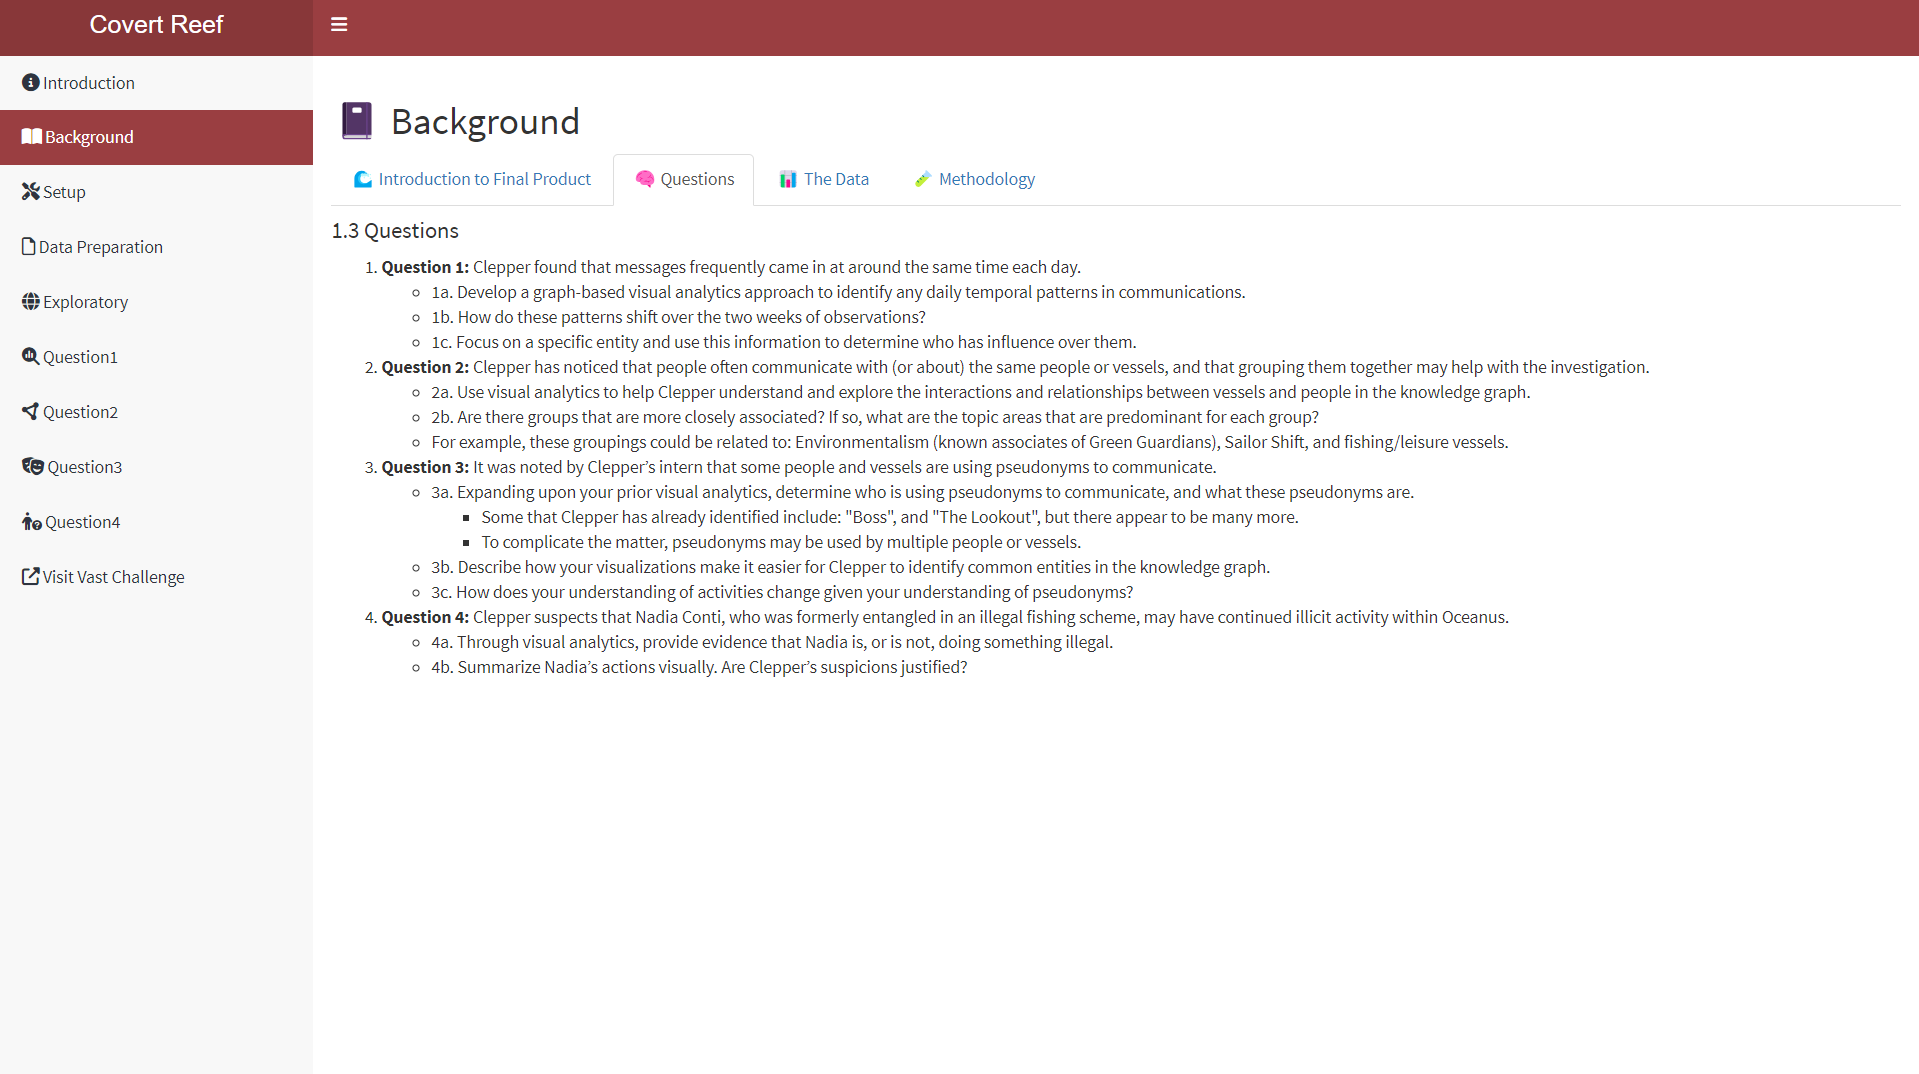 Covert Reef
Introduction
Background
Setup
Data Preparation
Exploratory
Question1
Question2
Question3
Question4
Visit Vast Challenge
Background
Introduction to Final Product
Questions
The Data
Methodology
1.3 Questions
1. Question 1: Clepper found that messages frequently came in at around the same time each day.
1a. Develop a graph-based visual analytics approach to identify any daily temporal patterns in communications.
1b. How do these patterns shift over the two weeks of observations?
1c. Focus on a specific entity and use this information to determine who has influence over them.
2. Question 2: Clepper has noticed that people often communicate with (or about) the same people or vessels, and that grouping them together may help with the investigation.
2a. Use visual analytics to help Clepper understand and explore the interactions and relationships between vessels and people in the knowledge graph.
2b. Are there groups that are more closely associated? If so, what are the topic areas that are predominant for each group?
For example, these groupings could be related to: Environmentalism (known associates of Green Guardians), Sailor Shift, and fishing/leisure vessels.
3. Question 3: It was noted by Clepper’s intern that some people and vessels are using pseudonyms to communicate.
3a. Expanding upon your prior visual analytics, determine who is using pseudonyms to communicate, and what these pseudonyms are.
Some that Clepper has already identified include: "Boss", and "The Lookout", but there appear to be many more.
To complicate the matter, pseudonyms may be used by multiple people or vessels.
3b. Describe how your visualizations make it easier for Clepper to identify common entities in the knowledge graph.
3c. How does your understanding of activities change given your understanding of pseudonyms?
4. Question 4: Clepper suspects that Nadia Conti, who was formerly entangled in an illegal fishing scheme, may have continued illicit activity within Oceanus.
4a. Through visual analytics, provide evidence that Nadia is, or is not, doing something illegal.
4b. Summarize Nadia’s actions visually. Are Clepper’s suspicions justified?